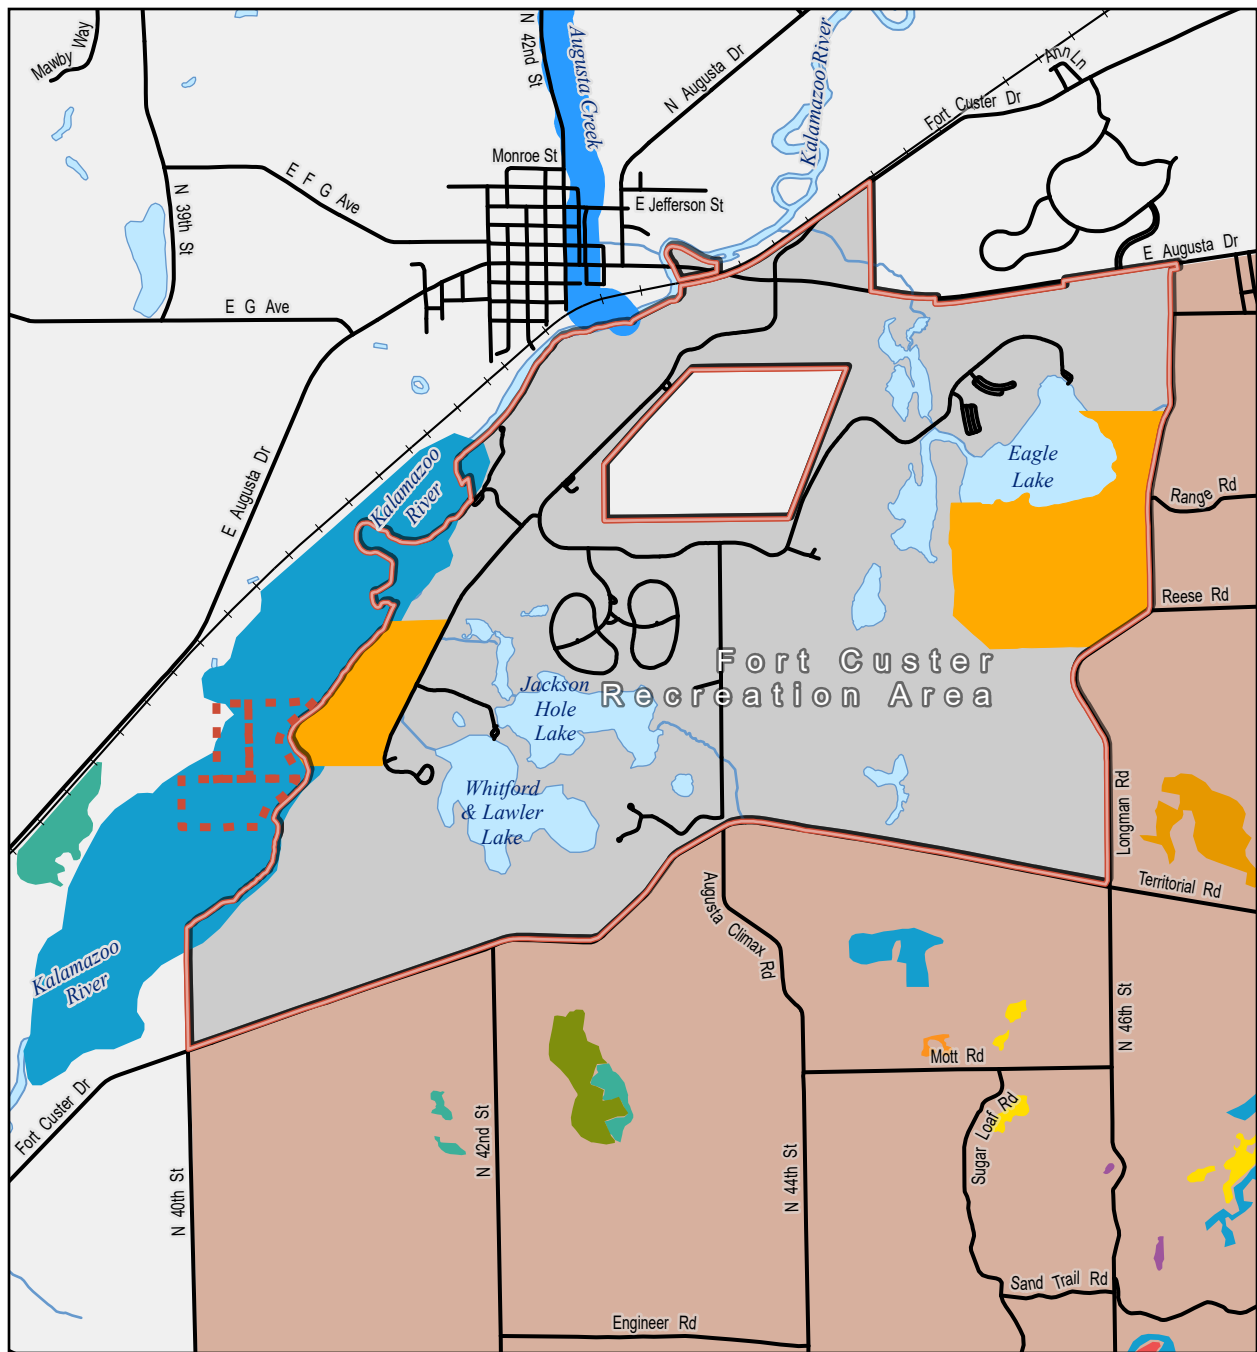 Mawby Way
N 42nd St
Augusta Creek
N Augusta Dr
Kalamazoo River
Ann Ln
Fort Custer Dr
Monroe St
E F G Ave
N 39th St
E Jefferson St
E Augusta Dr
E G Ave
E Augusta Dr
Kalamazoo
River
Eagle
Lake
Range Rd
Reese Rd
Fort Custer
Recreation Area
Jackson
Hole
Lake
Whitford
& Lawler
Lake
Longman Rd
Territorial Rd
Augusta Climax Rd
Kalamazoo
River
N 46th St
Mott Rd
Fort Custer Dr
N 42nd St
Sugar Loaf Rd
N 40th St
N 44th St
Sand Trail Rd
Engineer Rd